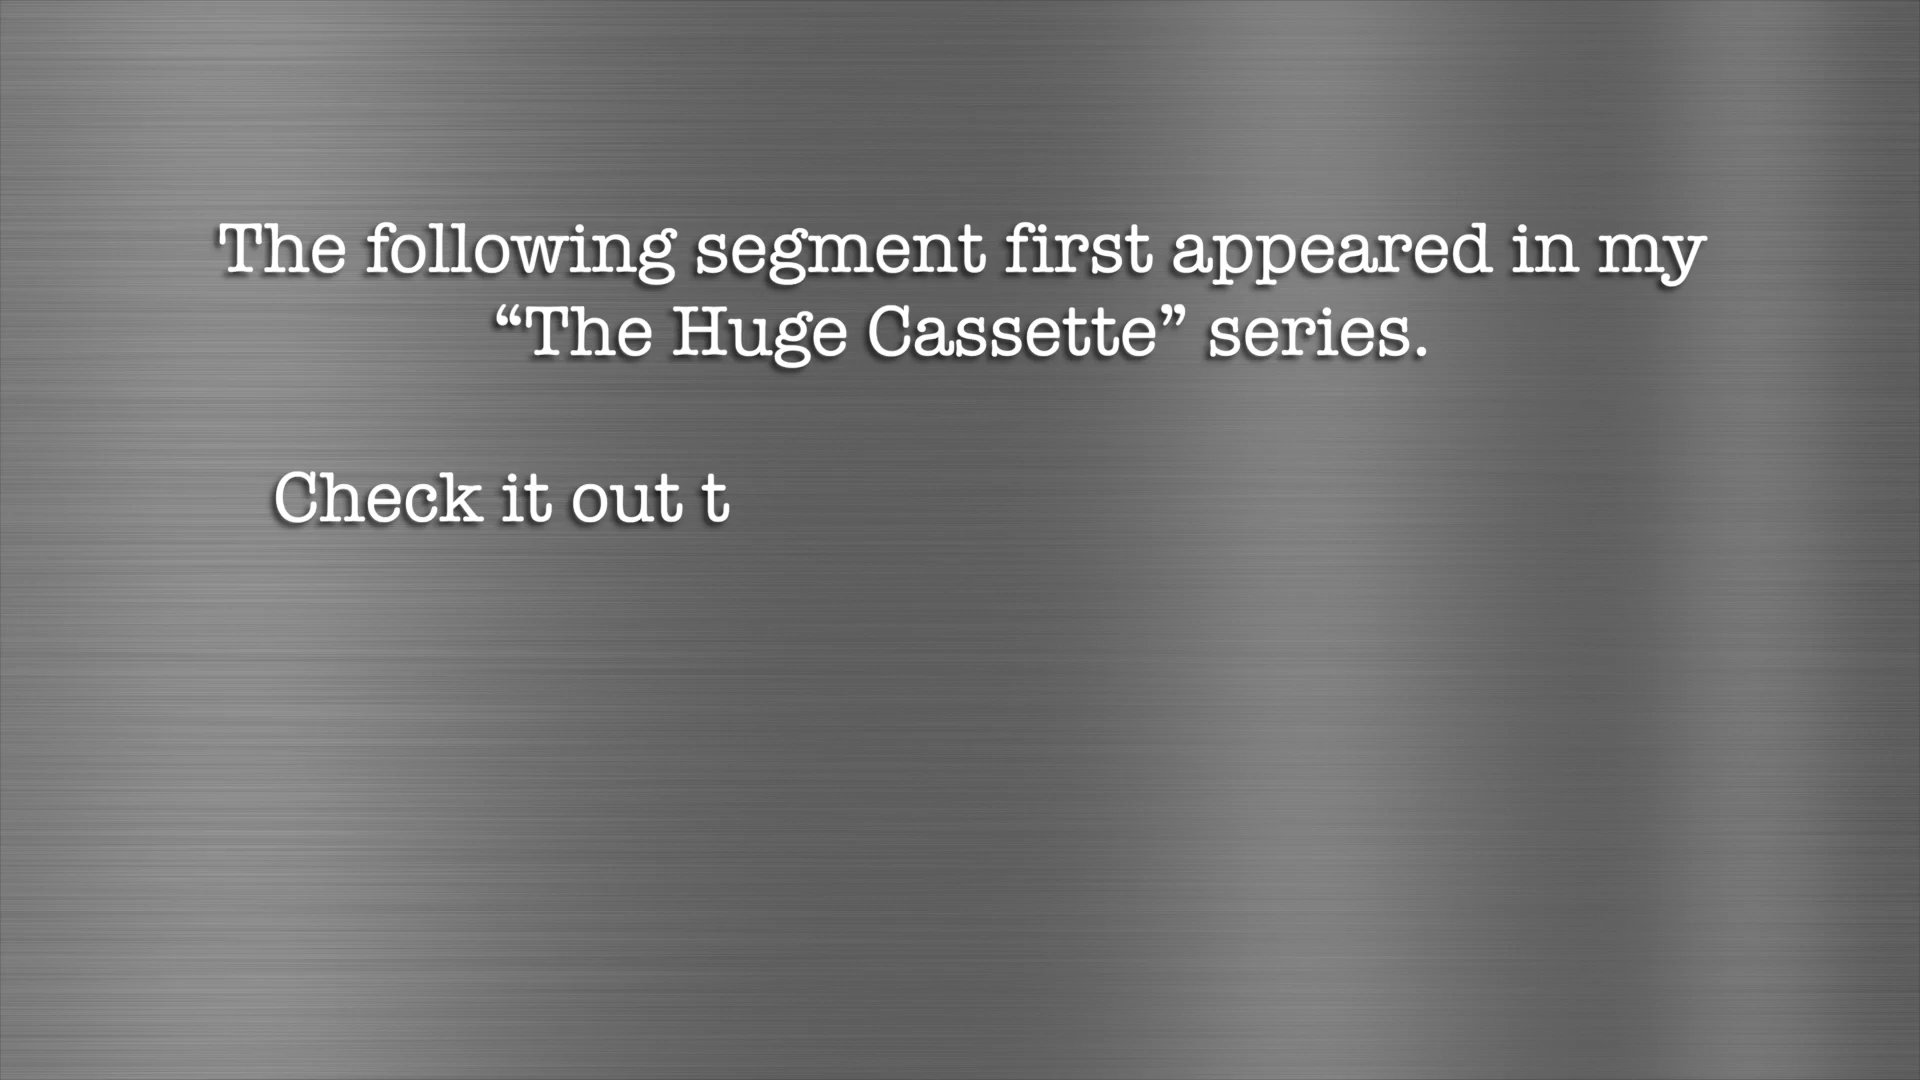 The following segment first appeared in my
“The Huge Cassette” series.
Check it out t